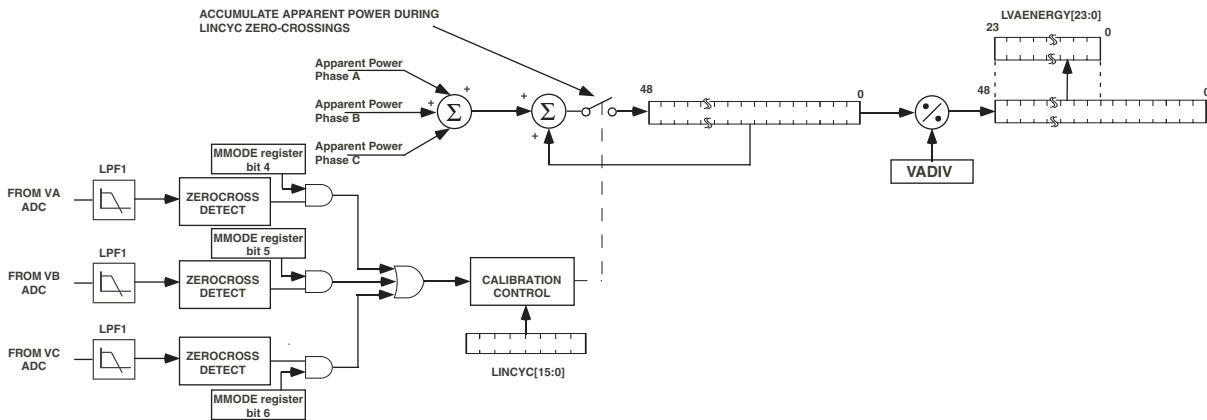 ACCUMULATE APPARENT POWER DURING
LINCYC ZERO-CROSSINGS
LVAENERGY[23:0]
23
0
Apparent Power
Phase A
+
+
Σ
Apparent Power
Phase B
Apparent Power
Phase C
+
Σ
+
48
0
48
0
VADIV
MMODE register
bit 4
LPF1
FROM VA
ADC
ZEROCROSS
DETECT
MMODE register
bit 5
LPF1
FROM VB
ADC
ZEROCROSS
DETECT
CALIBRATION
CONTROL
LPF1
FROM VC
ADC
ZEROCROSS
DETECT
MMODE register
bit 6
LINCYC[15:0]